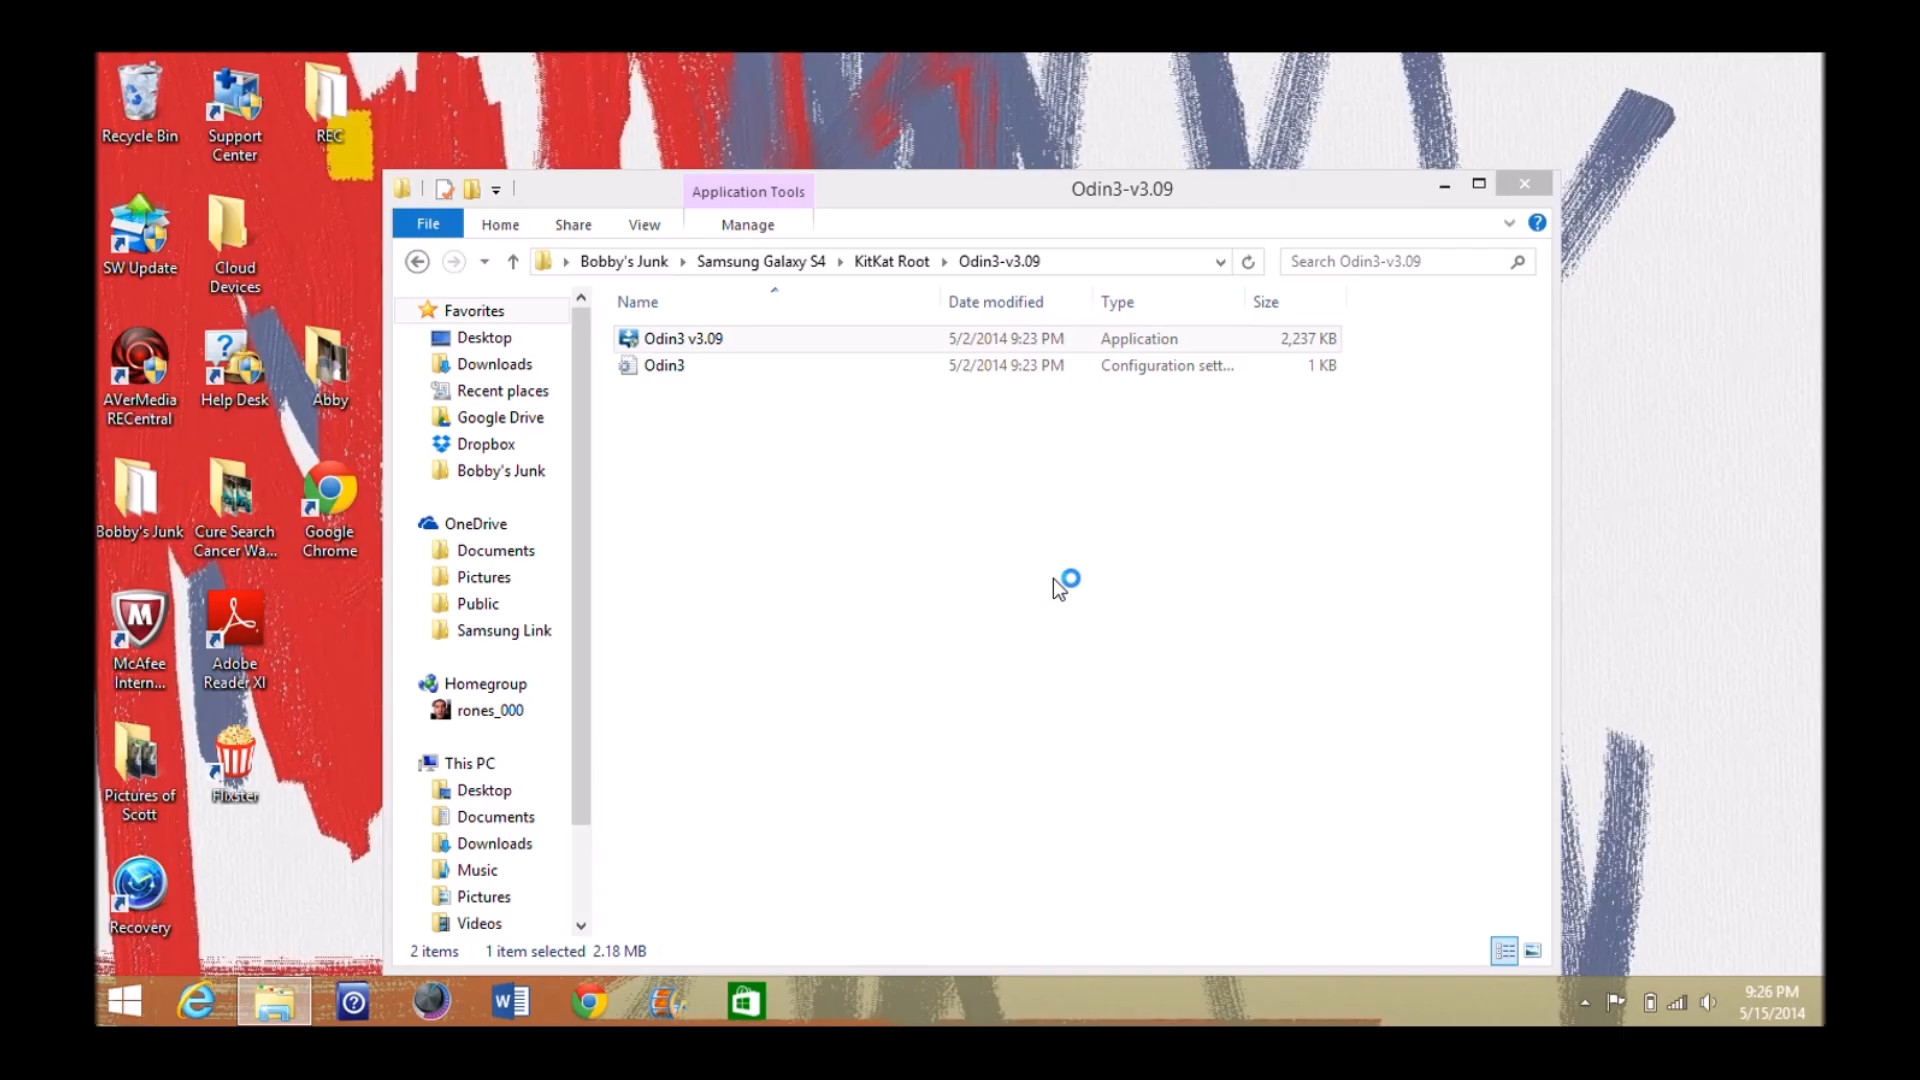 Recycle Bin
Support
Center
REC
SW Update
Cloud
Devices
AVerMedia
RECentral
Help Desk
Abby
Bobby's Junk
Cure Search
Cancer Wa...
Google
Chrome
McAfee
Intern...
Adobe
Reader XI
Pictures of
Scott
Flixster
Recovery
Application Tools
Odin3-v3.09
File
Home
Share
View
Manage
Bobby's Junk
Samsung Galaxy S4
KitKat Root
Odin3-v3.09
Search Odin3-v3.09
Name
Date modified
Type
Size
Odin3 v3.09
5/2/2014 9:23 PM
Application
2,237 KB
Odin3
5/2/2014 9:23 PM
Configuration sett...
1 KB
Favorites
Desktop
Downloads
Recent places
Google Drive
Dropbox
Bobby's Junk
OneDrive
Documents
Pictures
Public
Samsung Link
Homegroup
rones_000
This PC
Desktop
Documents
Downloads
Music
Pictures
Videos
2 items
1 item selected 2.18 MB
9:26 PM
5/15/2014